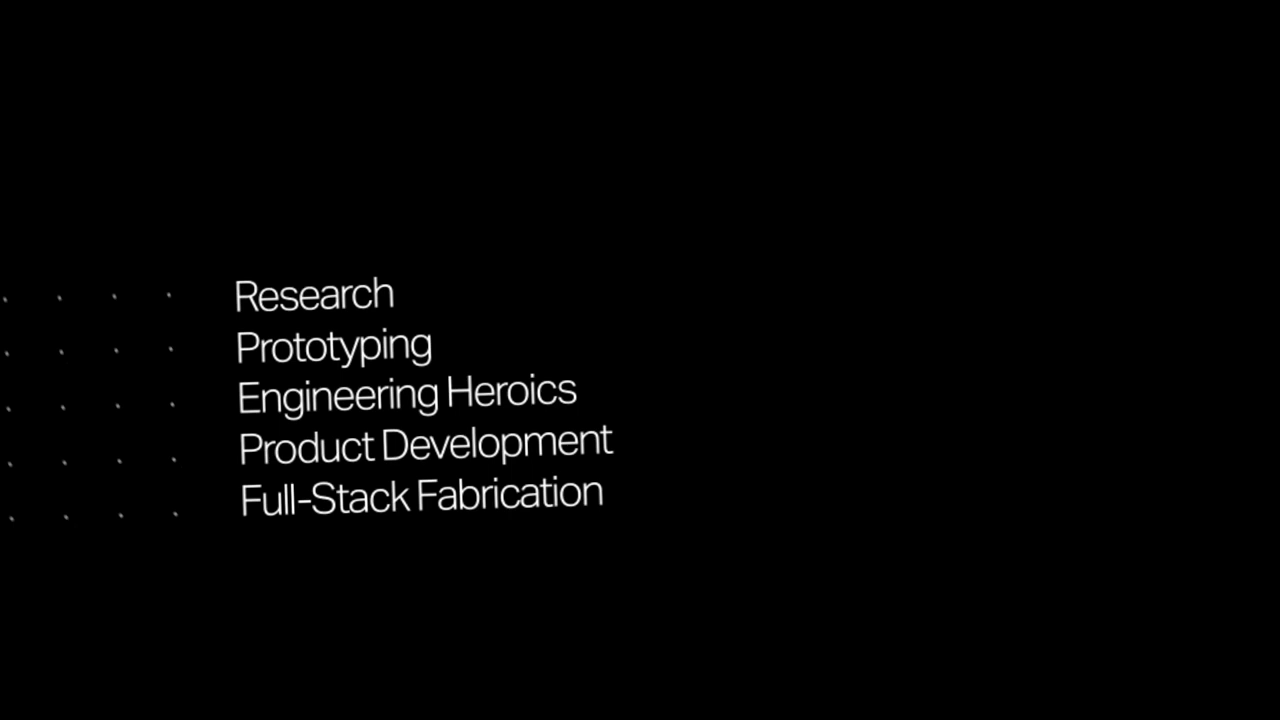 Research
Prototyping
Engineering Heroics
Product Development
Full-Stack Fabrication